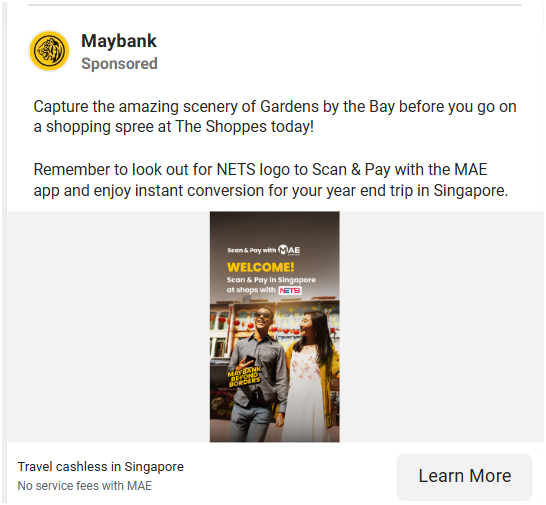 Maybank
Sponsored
Capture the amazing scenery of Gardens by the Bay before you go on
a shopping spree at The Shoppes today!
Remember to look out for NETS logo to Scan & Pay with the MAE
app and enjoy instant conversion for your year end trip in Singapore.
Scan & Pay with MAE
WELCOME!
Scan & Pay in Singapore
at shops with NETS
MAYBANK
BEYOND
BORDERS
Travel cashless in Singapore
No service fees with MAE
Learn More